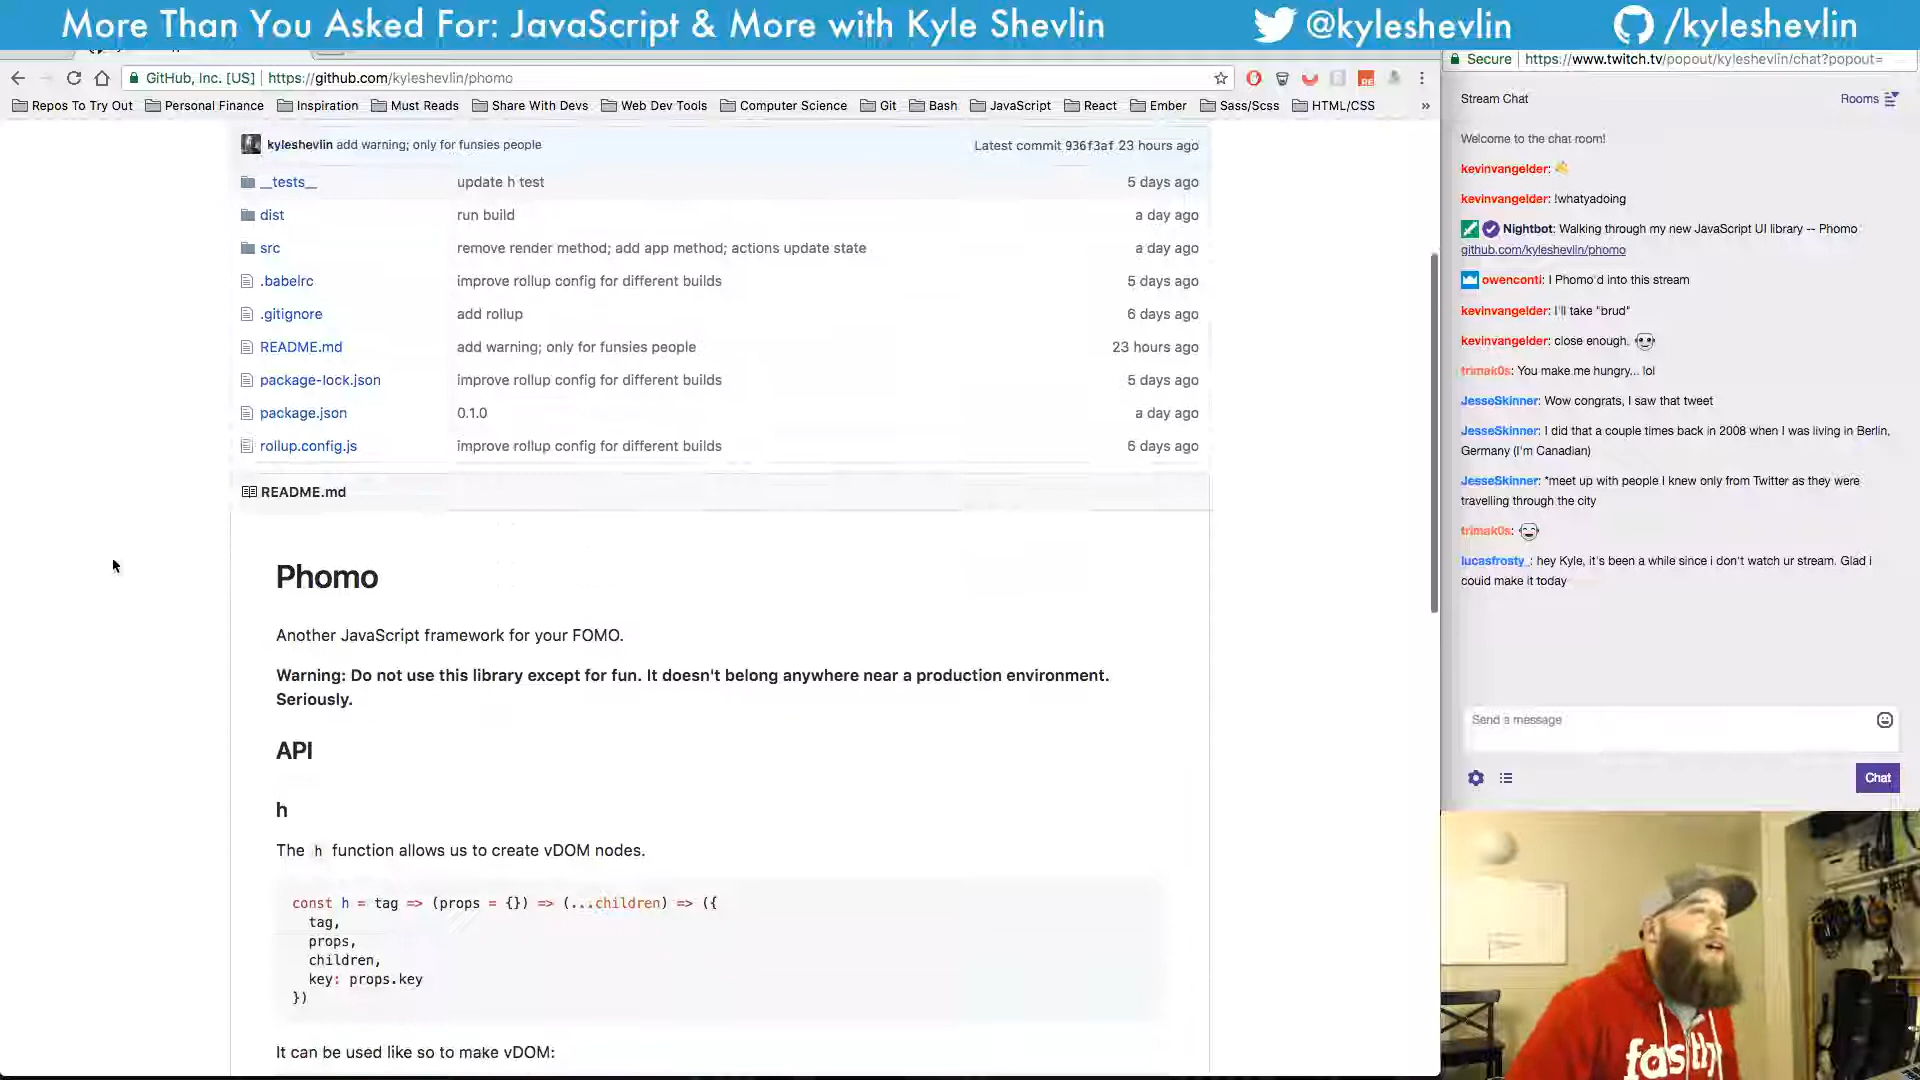 More Than You Asked For: JavaScript & More with Kyle Shevlin @kyleshevlin /kyleshevlin
GitHub, Inc. [US] https://github.com/kyleshevlin/phomo
Repos To Try Out Personal Finance Inspiration Must Reads Share With Devs Web Dev Tools Computer Science Git Bash JavaScript React Ember Sass/Scss HTML/CSS »
kyleshevlin add warning; only for funsies people Latest commit 936f3af 23 hours ago
__tests__ update h test 5 days ago
dist run build a day ago
src remove render method; add app method; actions update state a day ago
.babelrc improve rollup config for different builds 5 days ago
.gitignore add rollup 6 days ago
README.md add warning; only for funsies people 23 hours ago
package-lock.json improve rollup config for different builds 5 days ago
package.json 0.1.0 a day ago
rollup.config.js improve rollup config for different builds 6 days ago
README.md
Phomo
Another JavaScript framework for your FOMO.
Warning: Do not use this library except for fun. It doesn't belong anywhere near a production environment.
Seriously.
API
h
The h function allows us to create vDOM nodes.
const h = tag => (props = {}) => (...children) => ({
tag,
props,
children,
key: props.key
})
It can be used like so to make vDOM:
Secure https://www.twitch.tv/popout/kyleshevlin/chat?popout=
Stream Chat Rooms
Welcome to the chat room!
kevinvangelder:
kevinvangelder: !whatyadoing
Nightbot: Walking through my new JavaScript UI library -- Phomo
github.com/kyleshevlin/phomo
owenconti: I Phomo'd into this stream
kevinvangelder: I'll take "brud"
kevinvangelder: close enough.
trimak0s: You make me hungry... lol
JesseSkinner: Wow congrats, I saw that tweet
JesseSkinner: I did that a couple times back in 2008 when I was living in Berlin,
Germany (I'm Canadian)
JesseSkinner: *meet up with people I knew only from Twitter as they were
travelling through the city
trimak0s:
lucasfrosty_: hey Kyle, it's been a while since i don't watch ur stream. Glad i
could make it today
Send a message
Chat